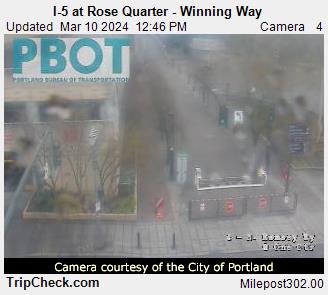 I-5 at Rose Quarter - Winning Way
Updated Mar 10 2024 12:46 PM Camera 4
PBOT
PORTLAND BUREAU OF TRANSPORTATION
Camera courtesy of the City of Portland
TripCheck.com Milepost302.00